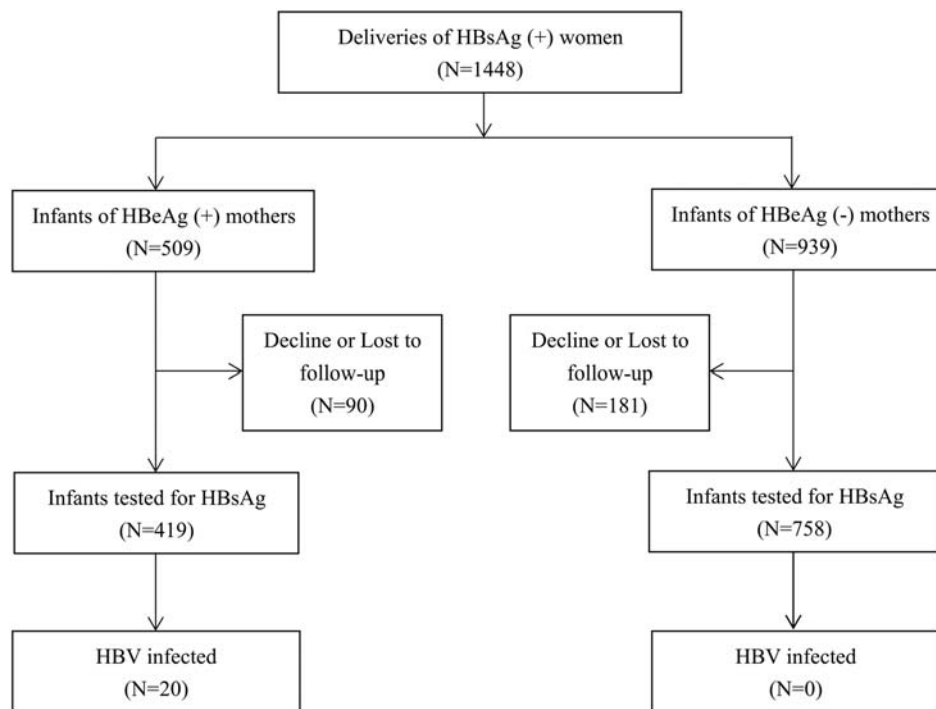 Deliveries of HBsAg (+) women
(N=1448)
Infants of HBeAg (+) mothers
(N=509)
Infants of HBeAg (-) mothers
(N=939)
Decline or Lost to
follow-up
(N=90)
Decline or Lost to
follow-up
(N=181)
Infants tested for HBsAg
(N=419)
Infants tested for HBsAg
(N=758)
HBV infected
(N=20)
HBV infected
(N=0)